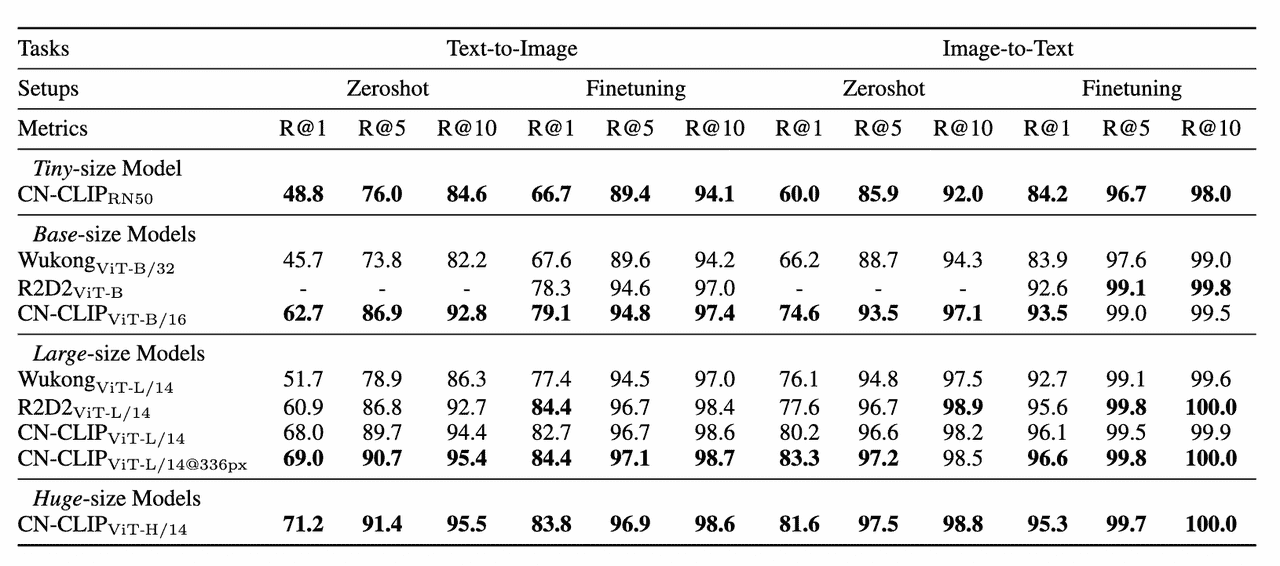 Tasks Text-to-Image Image-to-Text
Setups Zeroshot Finetuning Zeroshot Finetuning
Metrics R@1 R@5 R@10 R@1 R@5 R@10 R@1 R@5 R@10 R@1 R@5 R@10
Tiny-size Model
CN-CLIPRN50 48.8 76.0 84.6 66.7 89.4 94.1 60.0 85.9 92.0 84.2 96.7 98.0
Base-size Models
WukongViT-B/32 45.7 73.8 82.2 67.6 89.6 94.2 66.2 88.7 94.3 83.9 97.6 99.0
R2D2ViT-B - - - 78.3 94.6 97.0 - - - 92.6 99.1 99.8
CN-CLIPViT-B/16 62.7 86.9 92.8 79.1 94.8 97.4 74.6 93.5 97.1 93.5 99.0 99.5
Large-size Models
WukongViT-L/14 51.7 78.9 86.3 77.4 94.5 97.0 76.1 94.8 97.5 92.7 99.1 99.6
R2D2ViT-L/14 60.9 86.8 92.7 84.4 96.7 98.4 77.6 96.7 98.9 95.6 99.8 100.0
CN-CLIPViT-L/14 68.0 89.7 94.4 82.7 96.7 98.6 80.2 96.6 98.2 96.1 99.5 99.9
CN-CLIPViT-L/14@336px 69.0 90.7 95.4 84.4 97.1 98.7 83.3 97.2 98.5 96.6 99.8 100.0
Huge-size Models
CN-CLIPViT-H/14 71.2 91.4 95.5 83.8 96.9 98.6 81.6 97.5 98.8 95.3 99.7 100.0